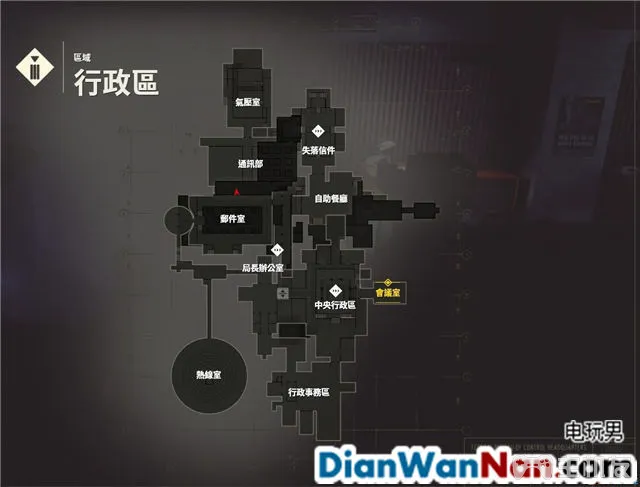 區域
行政區
氣壓室
失落信件
通訊部
自助餐廳
郵件室
局長辦公室
會議室
中央行政區
熱線室
行政事務區
电玩男
CONTROL HEADQUARTERS
DianWanNan.com